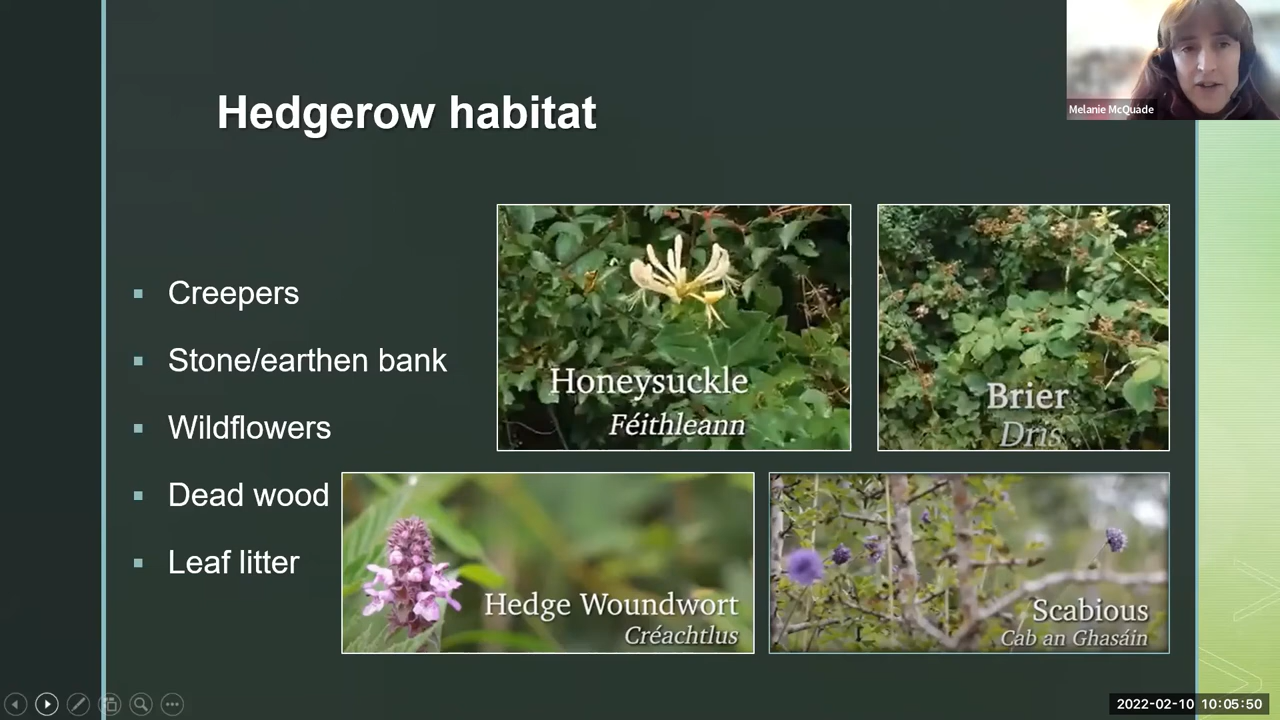 Melanie McQuade
Hedgerow habitat
Creepers
Stone/earthen bank
Wildflowers
Dead wood
Leaf litter
Honeysuckle
Féithleann
Brier
Dris
Hedge Woundwort
Créachtlus
Scabious
Cab an Ghasáin
2022-02-10 10:05:50